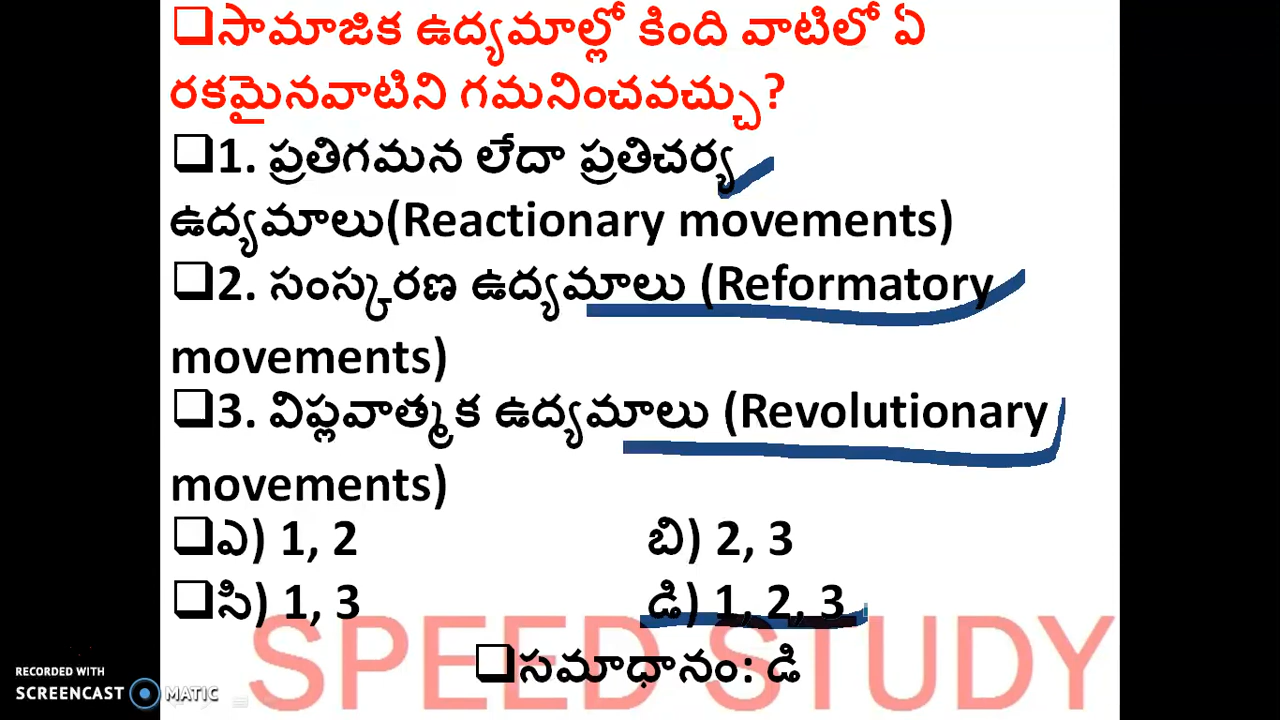 ❑సామాజిక ఉద్యమాల్లో కింది వాటిలో ఏ
రకమైనవాటిని గమనించవచ్చు?
❑1. ప్రతిగమన లేదా ప్రతిచర్య
ఉద్యమాలు(Reactionary movements)
❑2. సంస్కరణ ఉద్యమాలు (Reformatory
movements)
❑3. విప్లవాత్మక ఉద్యమాలు (Revolutionary
movements)
❑ఎ) 1, 2 బి) 2, 3
❑సి) 1, 3 డి) 1, 2, 3
SPEED STUDY
❑సమాధానం: డి
RECORDED WITH
SCREENCAST MATIC